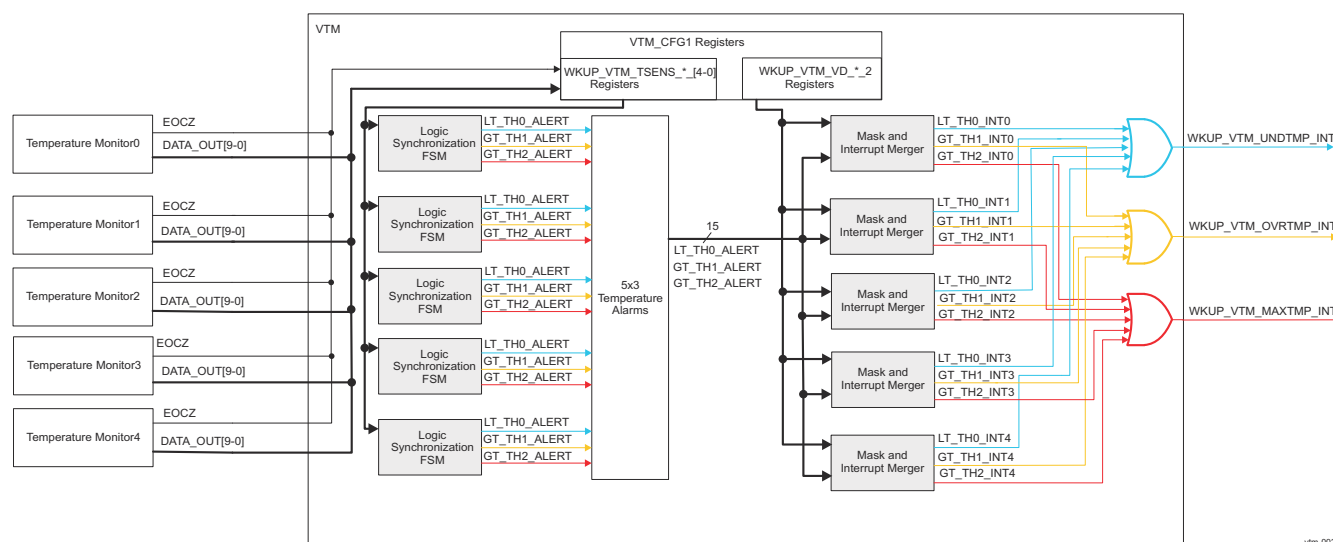 VTM
VTM_CFG1 Registers
WKUP_VTM_TSENS_*_[4-0]
Registers
WKUP_VTM_VD_*_2
Registers
Temperature Monitor0
EOCZ
DATA_OUT[9-0]
Temperature Monitor1
EOCZ
DATA_OUT[9-0]
Temperature Monitor2
EOCZ
DATA_OUT[9-0]
Temperature Monitor3
EOCZ
DATA_OUT[9-0]
Temperature Monitor4
EOCZ
DATA_OUT[9-0]
Logic
Synchronization
FSM
LT_TH0_ALERT
GT_TH1_ALERT
GT_TH2_ALERT
Logic
Synchronization
FSM
LT_TH0_ALERT
GT_TH1_ALERT
GT_TH2_ALERT
Logic
Synchronization
FSM
LT_TH0_ALERT
GT_TH1_ALERT
GT_TH2_ALERT
Logic
Synchronization
FSM
LT_TH0_ALERT
GT_TH1_ALERT
GT_TH2_ALERT
Logic
Synchronization
FSM
LT_TH0_ALERT
GT_TH1_ALERT
GT_TH2_ALERT
5x3
Temperature
Alarms
15
LT_TH0_ALERT
GT_TH1_ALERT
GT_TH2_ALERT
Mask and
Interrupt Merger
LT_TH0_INT0
GT_TH1_INT0
GT_TH2_INT0
Mask and
Interrupt Merger
LT_TH0_INT1
GT_TH1_INT1
GT_TH2_INT1
Mask and
Interrupt Merger
LT_TH0_INT2
GT_TH1_INT2
GT_TH2_INT2
Mask and
Interrupt Merger
LT_TH0_INT3
GT_TH1_INT3
GT_TH2_INT3
Mask and
Interrupt Merger
LT_TH0_INT4
GT_TH1_INT4
GT_TH2_INT4
WKUP_VTM_UNDTMP_INT
WKUP_VTM_OVRTMP_INT
WKUP_VTM_MAXTMP_INT